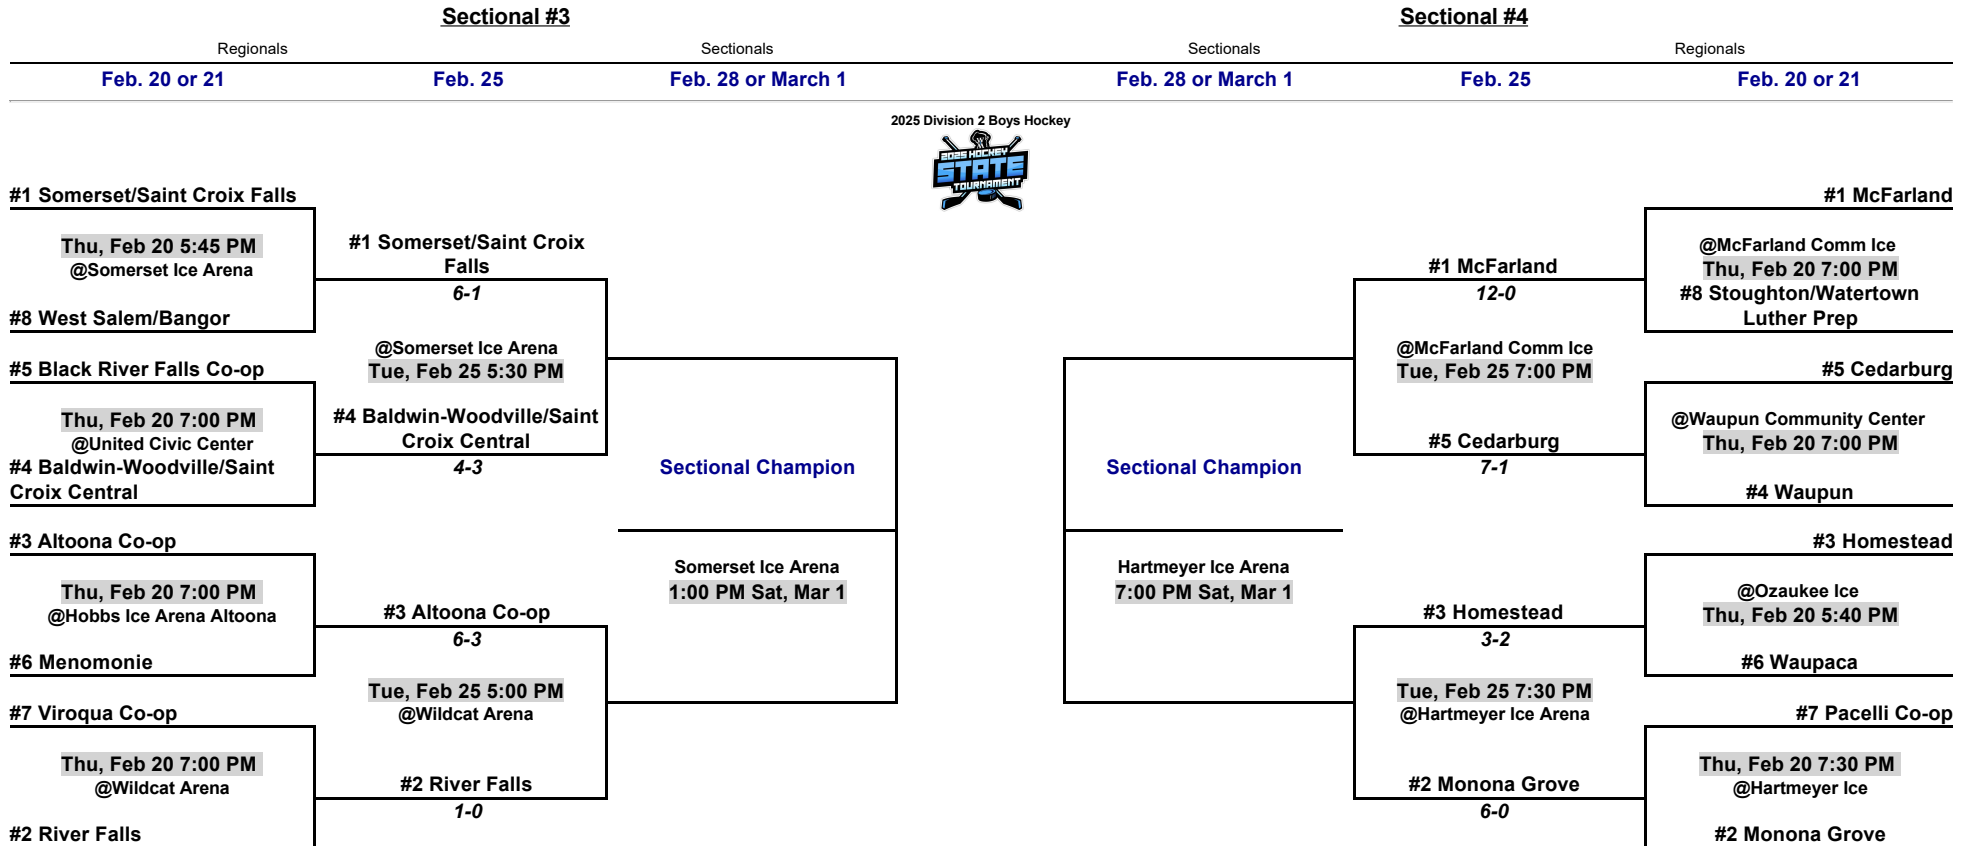 Sectional #3
Sectional #4
Regionals
Sectionals
Sectionals
Regionals
Feb. 20 or 21
Feb. 25
Feb. 28 or March 1
Feb. 28 or March 1
Feb. 25
Feb. 20 or 21
2025 Division 2 Boys Hockey
2025 HOCKEY
STATE
TOURNAMENT
#1 Somerset/Saint Croix Falls
Thu, Feb 20 5:45 PM
@Somerset Ice Arena
#8 West Salem/Bangor
#5 Black River Falls Co-op
Thu, Feb 20 7:00 PM
@United Civic Center
#4 Baldwin-Woodville/Saint
Croix Central
#3 Altoona Co-op
Thu, Feb 20 7:00 PM
@Hobbs Ice Arena Altoona
#6 Menomonie
#7 Viroqua Co-op
Thu, Feb 20 7:00 PM
@Wildcat Arena
#2 River Falls
#1 Somerset/Saint Croix
Falls
6-1
@Somerset Ice Arena
Tue, Feb 25 5:30 PM
#4 Baldwin-Woodville/Saint
Croix Central
4-3
#3 Altoona Co-op
6-3
Tue, Feb 25 5:00 PM
@Wildcat Arena
#2 River Falls
1-0
Sectional Champion
Somerset Ice Arena
1:00 PM Sat, Mar 1
Sectional Champion
Hartmeyer Ice Arena
7:00 PM Sat, Mar 1
#1 McFarland
12-0
@McFarland Comm Ice
Tue, Feb 25 7:00 PM
#5 Cedarburg
7-1
#3 Homestead
3-2
Tue, Feb 25 7:30 PM
@Hartmeyer Ice Arena
#2 Monona Grove
6-0
#1 McFarland
@McFarland Comm Ice
Thu, Feb 20 7:00 PM
#8 Stoughton/Watertown
Luther Prep
#5 Cedarburg
@Waupun Community Center
Thu, Feb 20 7:00 PM
#4 Waupun
#3 Homestead
@Ozaukee Ice
Thu, Feb 20 5:40 PM
#6 Waupaca
#7 Pacelli Co-op
Thu, Feb 20 7:30 PM
@Hartmeyer Ice
#2 Monona Grove